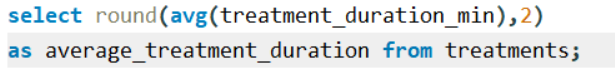 select round(avg(treatment_duration_min),2)
as average_treatment_duration from treatments;